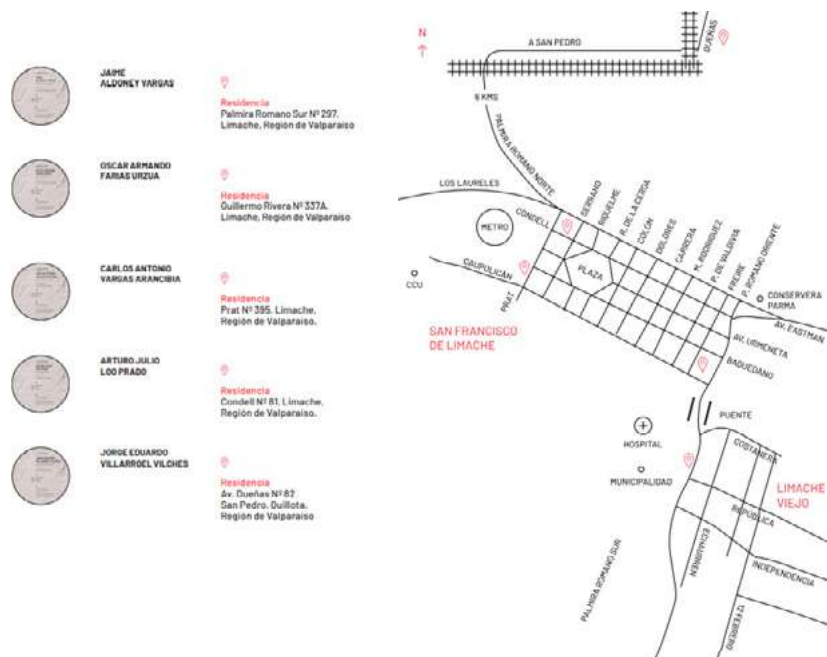 JAIME
ALDONEY VARGAS
Residencia
Palmira Romano Sur Nº 297,
Limache, Región de Valparaíso
OSCAR ARMANDO
FARIAS URZUA
Residencia
Guillermo Rivera Nº 337A,
Limache, Región de Valparaíso
CARLOS ANTONIO
VARGAS ARANCIBIA
Residencia
Prat Nº 395, Limache,
Región de Valparaíso.
ARTURO JULIO
LOO PRADO
Residencia
Condell Nº 81, Limache,
Región de Valparaíso.
JORGE EDUARDO
VILLARROEL VILCHES
Residencia
Av. Dueñas Nº 82
San Pedro, Quillota,
Región de Valparaíso
N
A SAN PEDRO
DUEÑAS
6 KMS
PALMIRA ROMANO NORTE
LOS LAURELES
CONDELL
SERRANO
RIQUELME
R. DE LA CERDA
COLÓN
DOLORES
CARRERA
M. RODRIGUEZ
P. DE VALDIVIA
FREIRE
P. ROMANO ORIENTE
METRO
PLAZA
CCU
CAUPOLICÁN
PRAT
CONSERVERA
PARMA
AV. EASTMAN
AV. URMENETA
BAQUEDANO
SAN FRANCISCO
DE LIMACHE
PUENTE
HOSPITAL
COSTANERA
MUNICIPALIDAD
LIMACHE
VIEJO
REPÚBLICA
ECHAURREN
INDEPENDENCIA
PALMIRA ROMANO SUR
12 FEBRERO